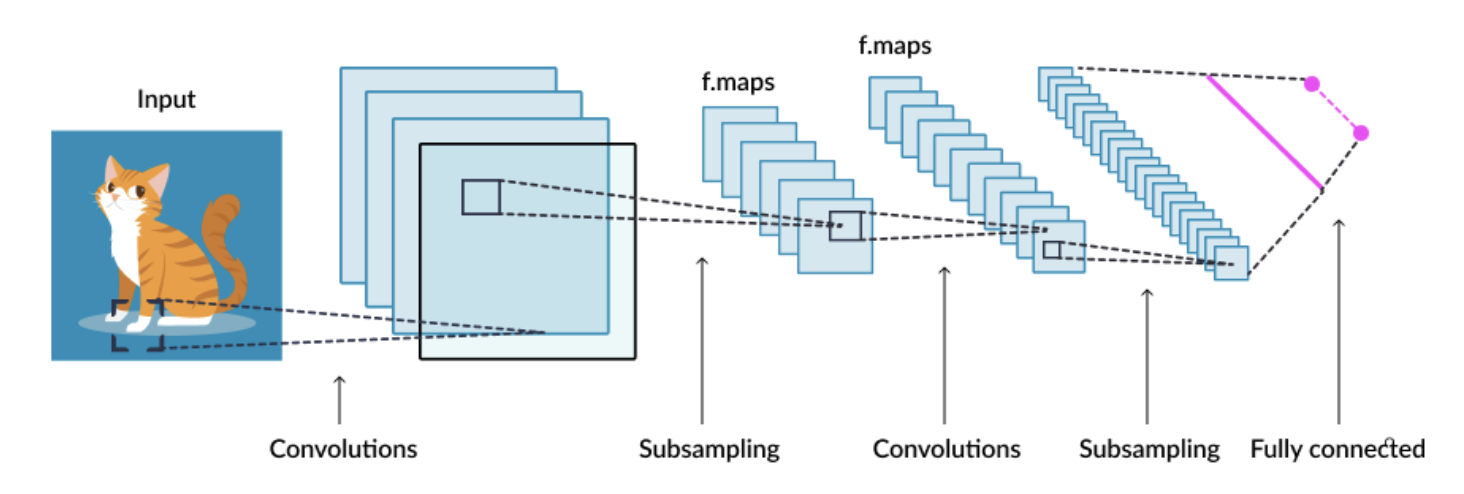 f.maps
f.maps
Input
Convolutions
Subsampling
Convolutions
Subsampling
Fully connected